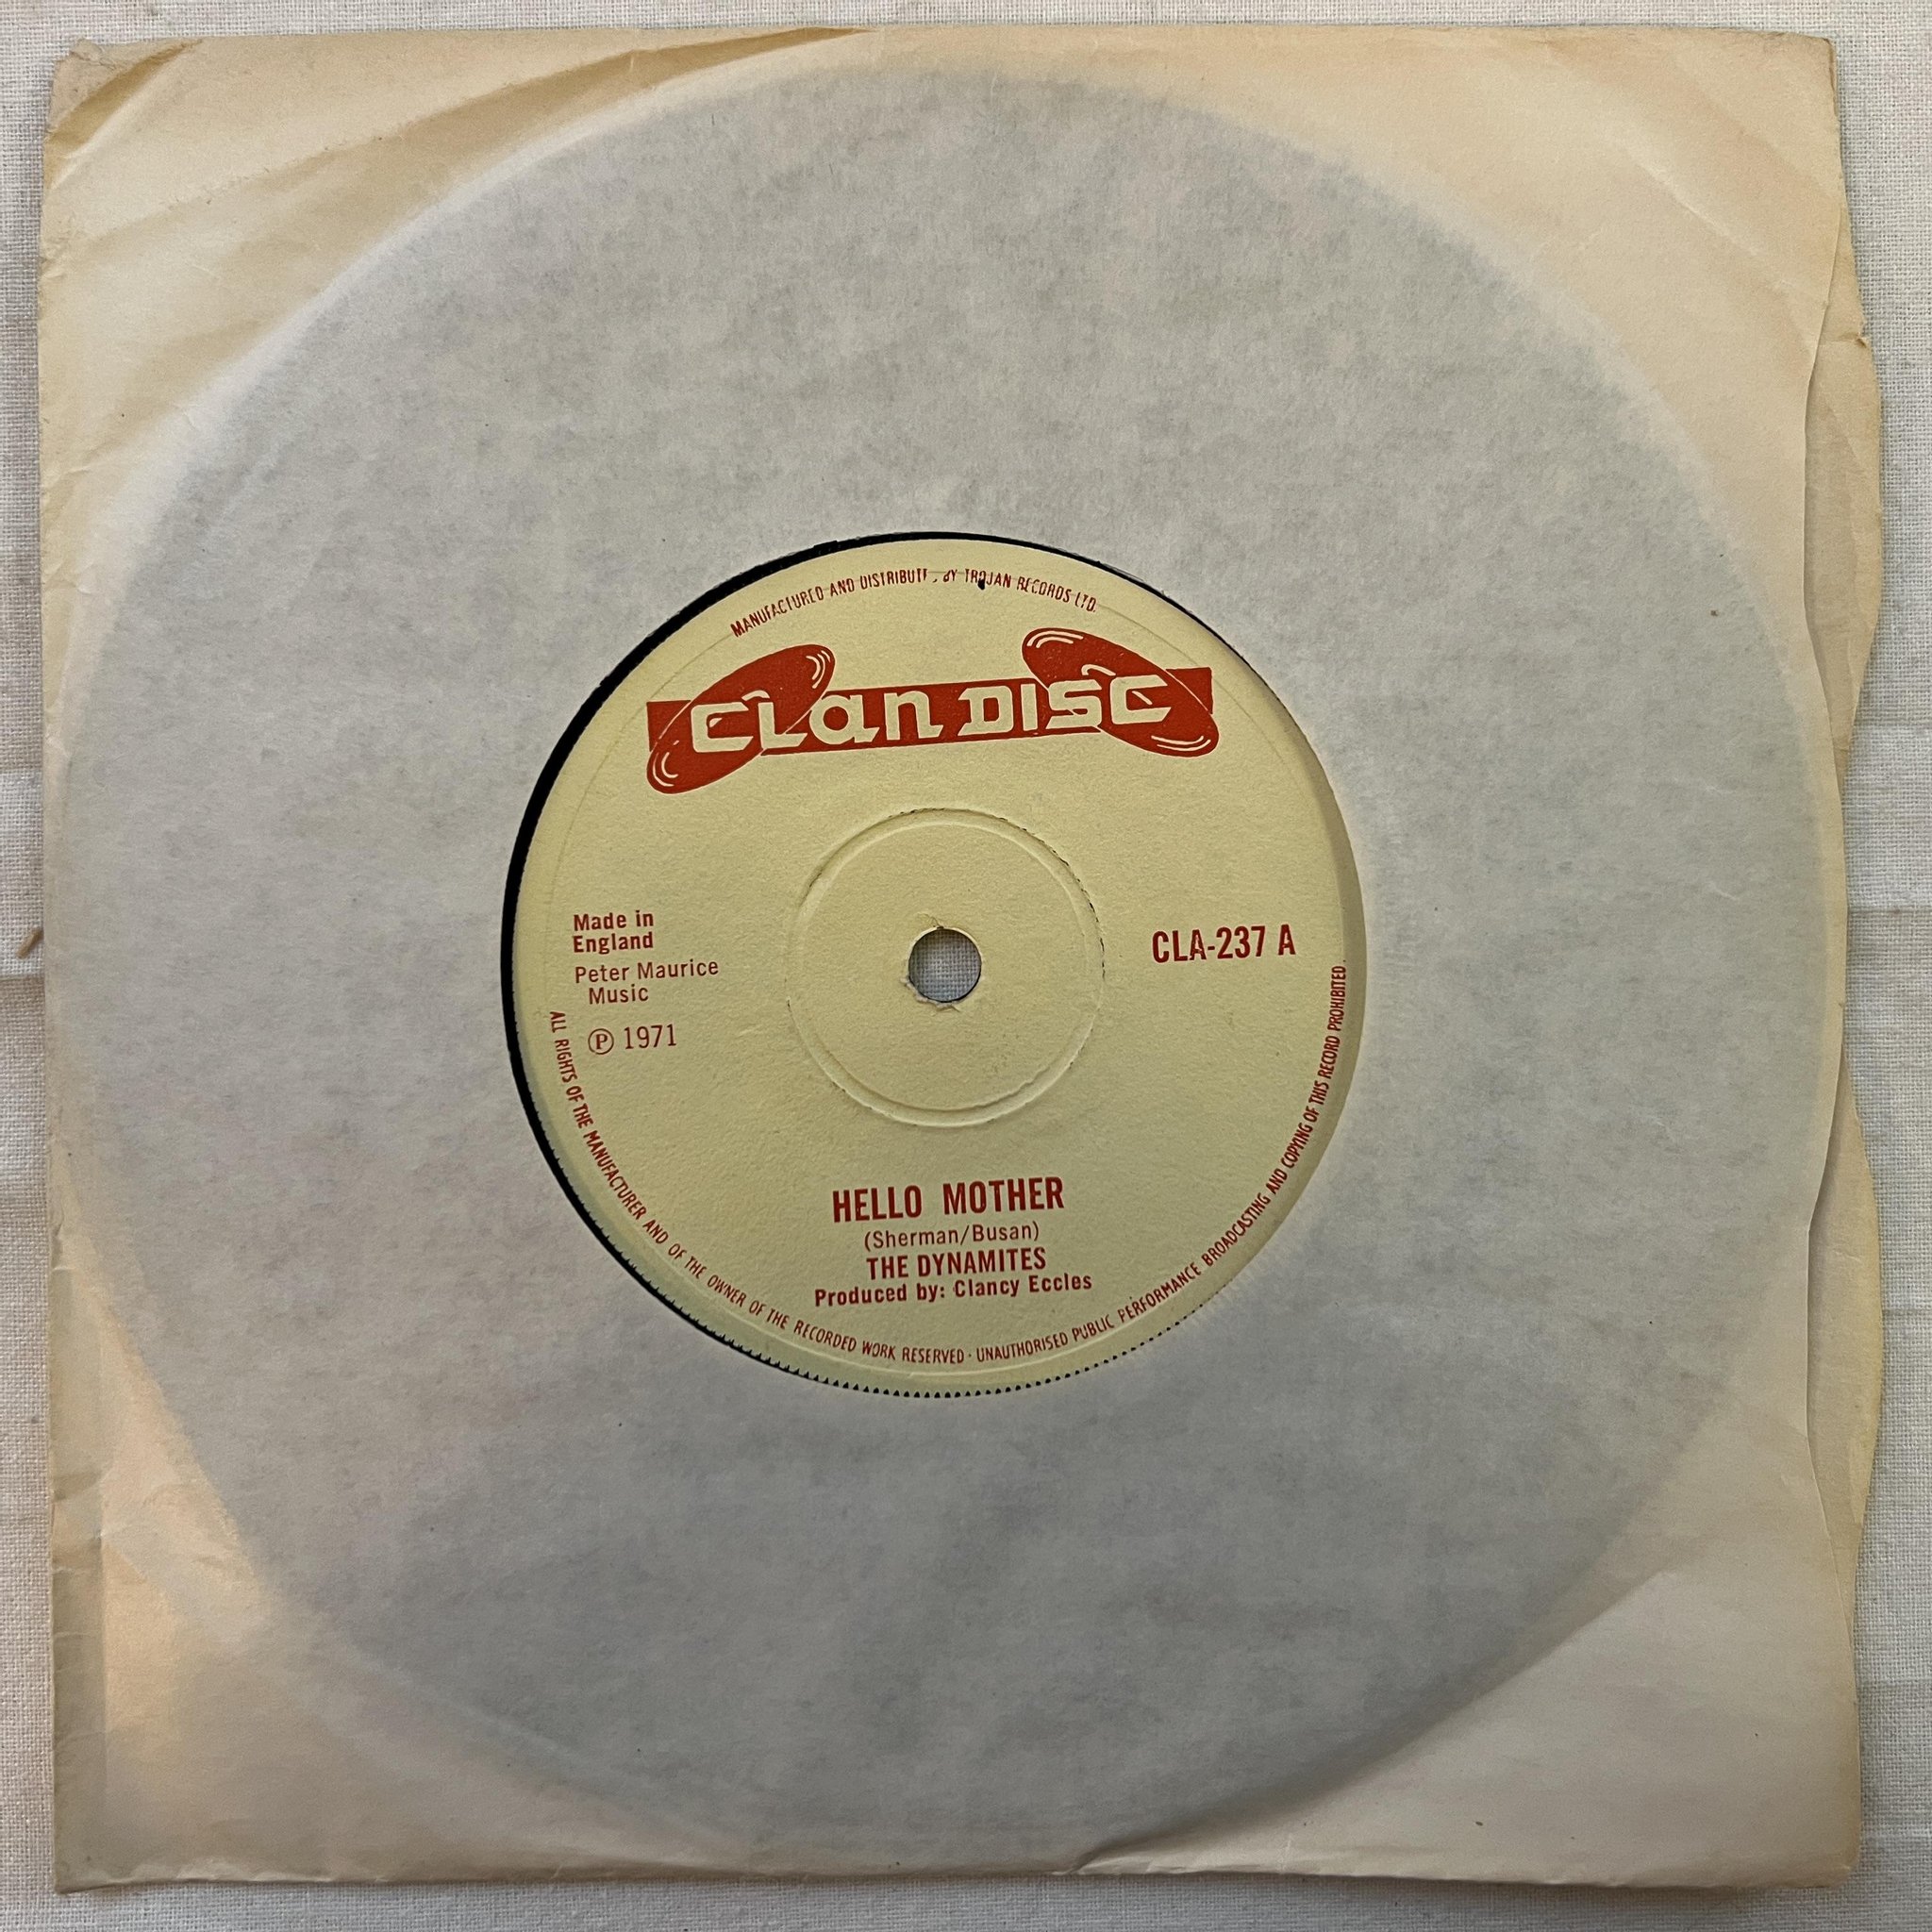 MANUFACTURED AND DISTRIBUT . BY TROJAN RECORDS LTD.
CLan DISC
Made in
England
Peter Maurice
Music
℗ 1971
CLA-237 A
HELLO MOTHER
(Sherman/Busan)
THE DYNAMITES
Produced by: Clancy Eccles
ALL RIGHTS OF THE MANUFACTURER AND OF THE OWNER OF THE RECORDED WORK RESERVED · UNAUTHORISED PUBLIC PERFORMANCE BROADCASTING AND COPYING OF THIS RECORD PROHIBITED.